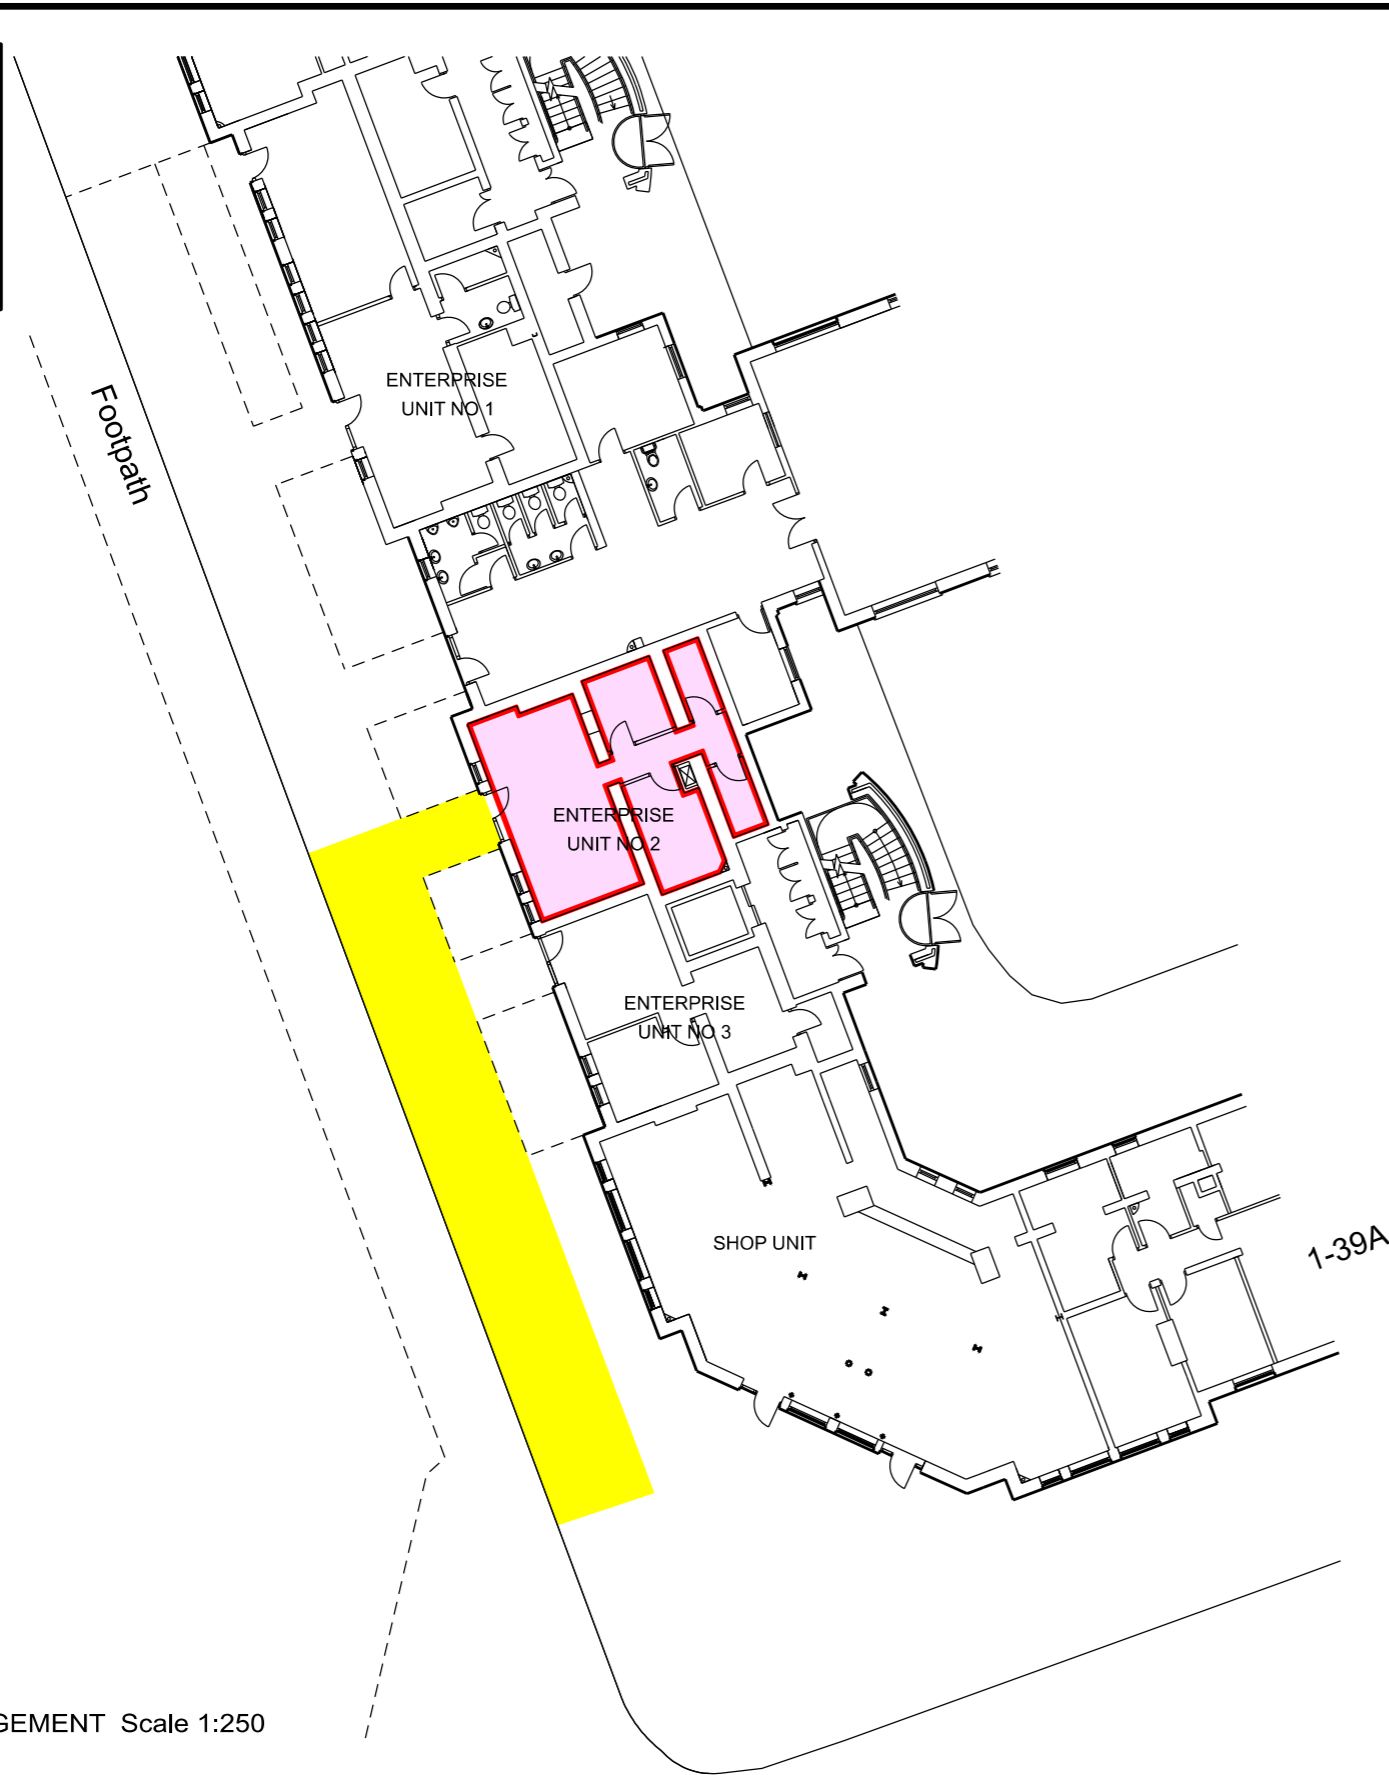 Footpath
ENTERPRISE
UNIT NO 1
ENTERPRISE
UNIT NO 2
ENTERPRISE
UNIT NO 3
SHOP UNIT
1-39A
GEMENT Scale 1:250